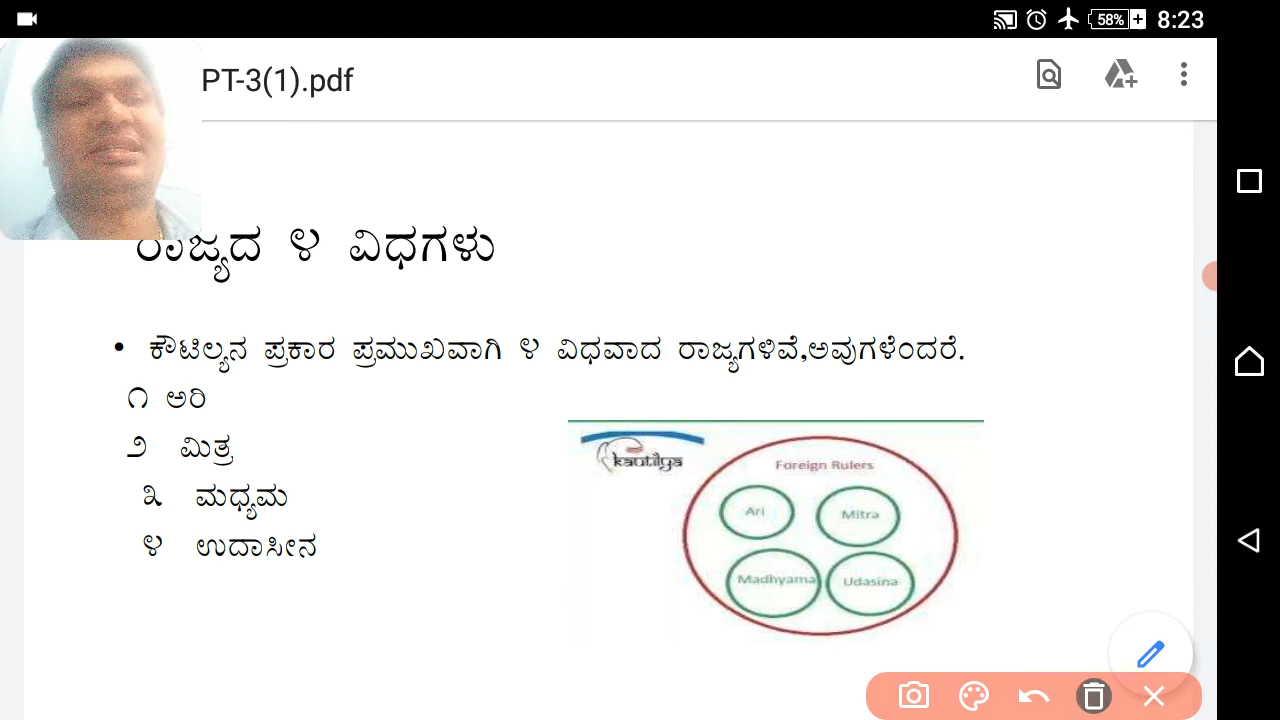 58% 8:23
PT-3(1).pdf
ರಾಜ್ಯದ ೪ ವಿಧಗಳು
• ಕೌಟಿಲ್ಯನ ಪ್ರಕಾರ ಪ್ರಮುಖವಾಗಿ ೪ ವಿಧವಾದ ರಾಜ್ಯಗಳಿವೆ,ಅವುಗಳೆಂದರೆ.
೧ ಅರಿ
೨ ಮಿತ್ರ
೩ ಮಧ್ಯಮ
೪ ಉದಾಸೀನ
kautilya
Foreign Rulers
Ari Mitra
Madhyama Udasina